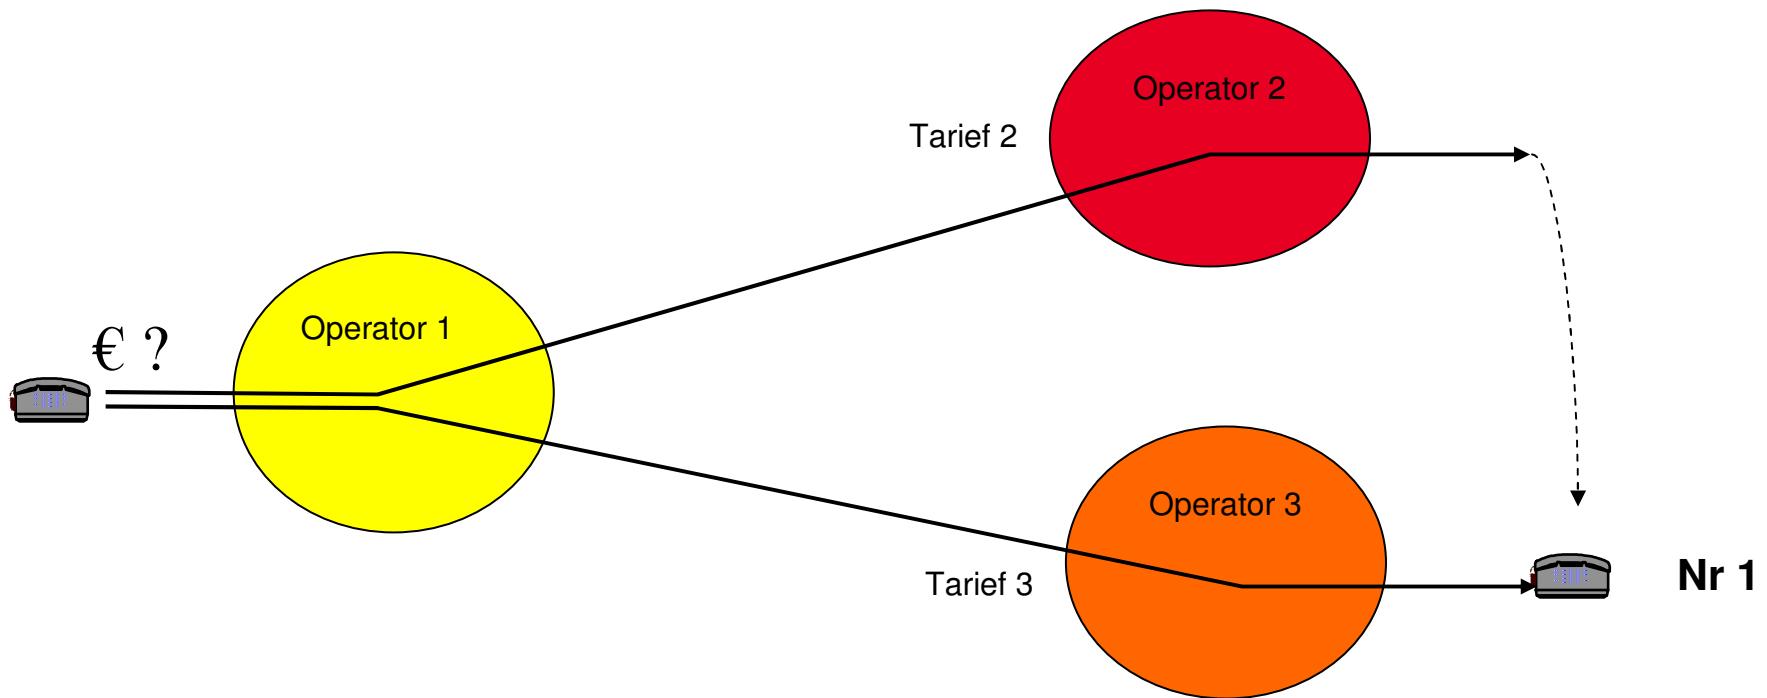 Operator 2
Tarief 2
Operator 1
€ ?
Operator 3
Tarief 3
Nr 1